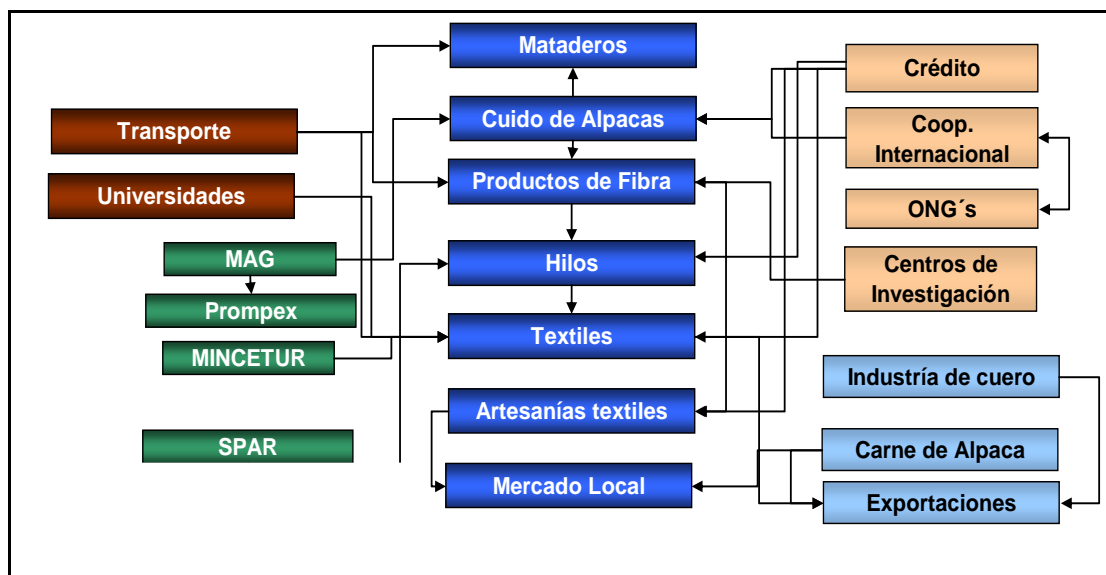 Mataderos
Crédito
Transporte
Cuido de Alpacas
Coop.
Internacional
Universidades
Productos de Fibra
ONG´s
MAG
Hilos
Centros de
Investigación
Prompex
MINCETUR
Textiles
Industría de cuero
Artesanías textiles
SPAR
Carne de Alpaca
Mercado Local
Exportaciones